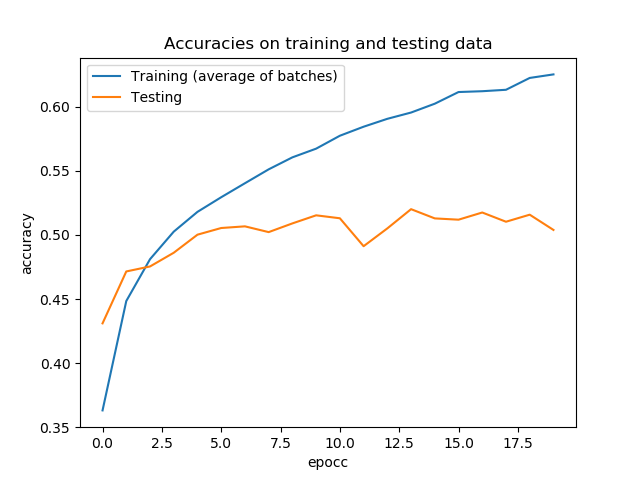 Accuracies on training and testing data
Training (average of batches)
Testing
accuracy
0.60
0.55
0.50
0.45
0.40
0.35
0.0 2.5 5.0 7.5 10.0 12.5 15.0 17.5
epocc